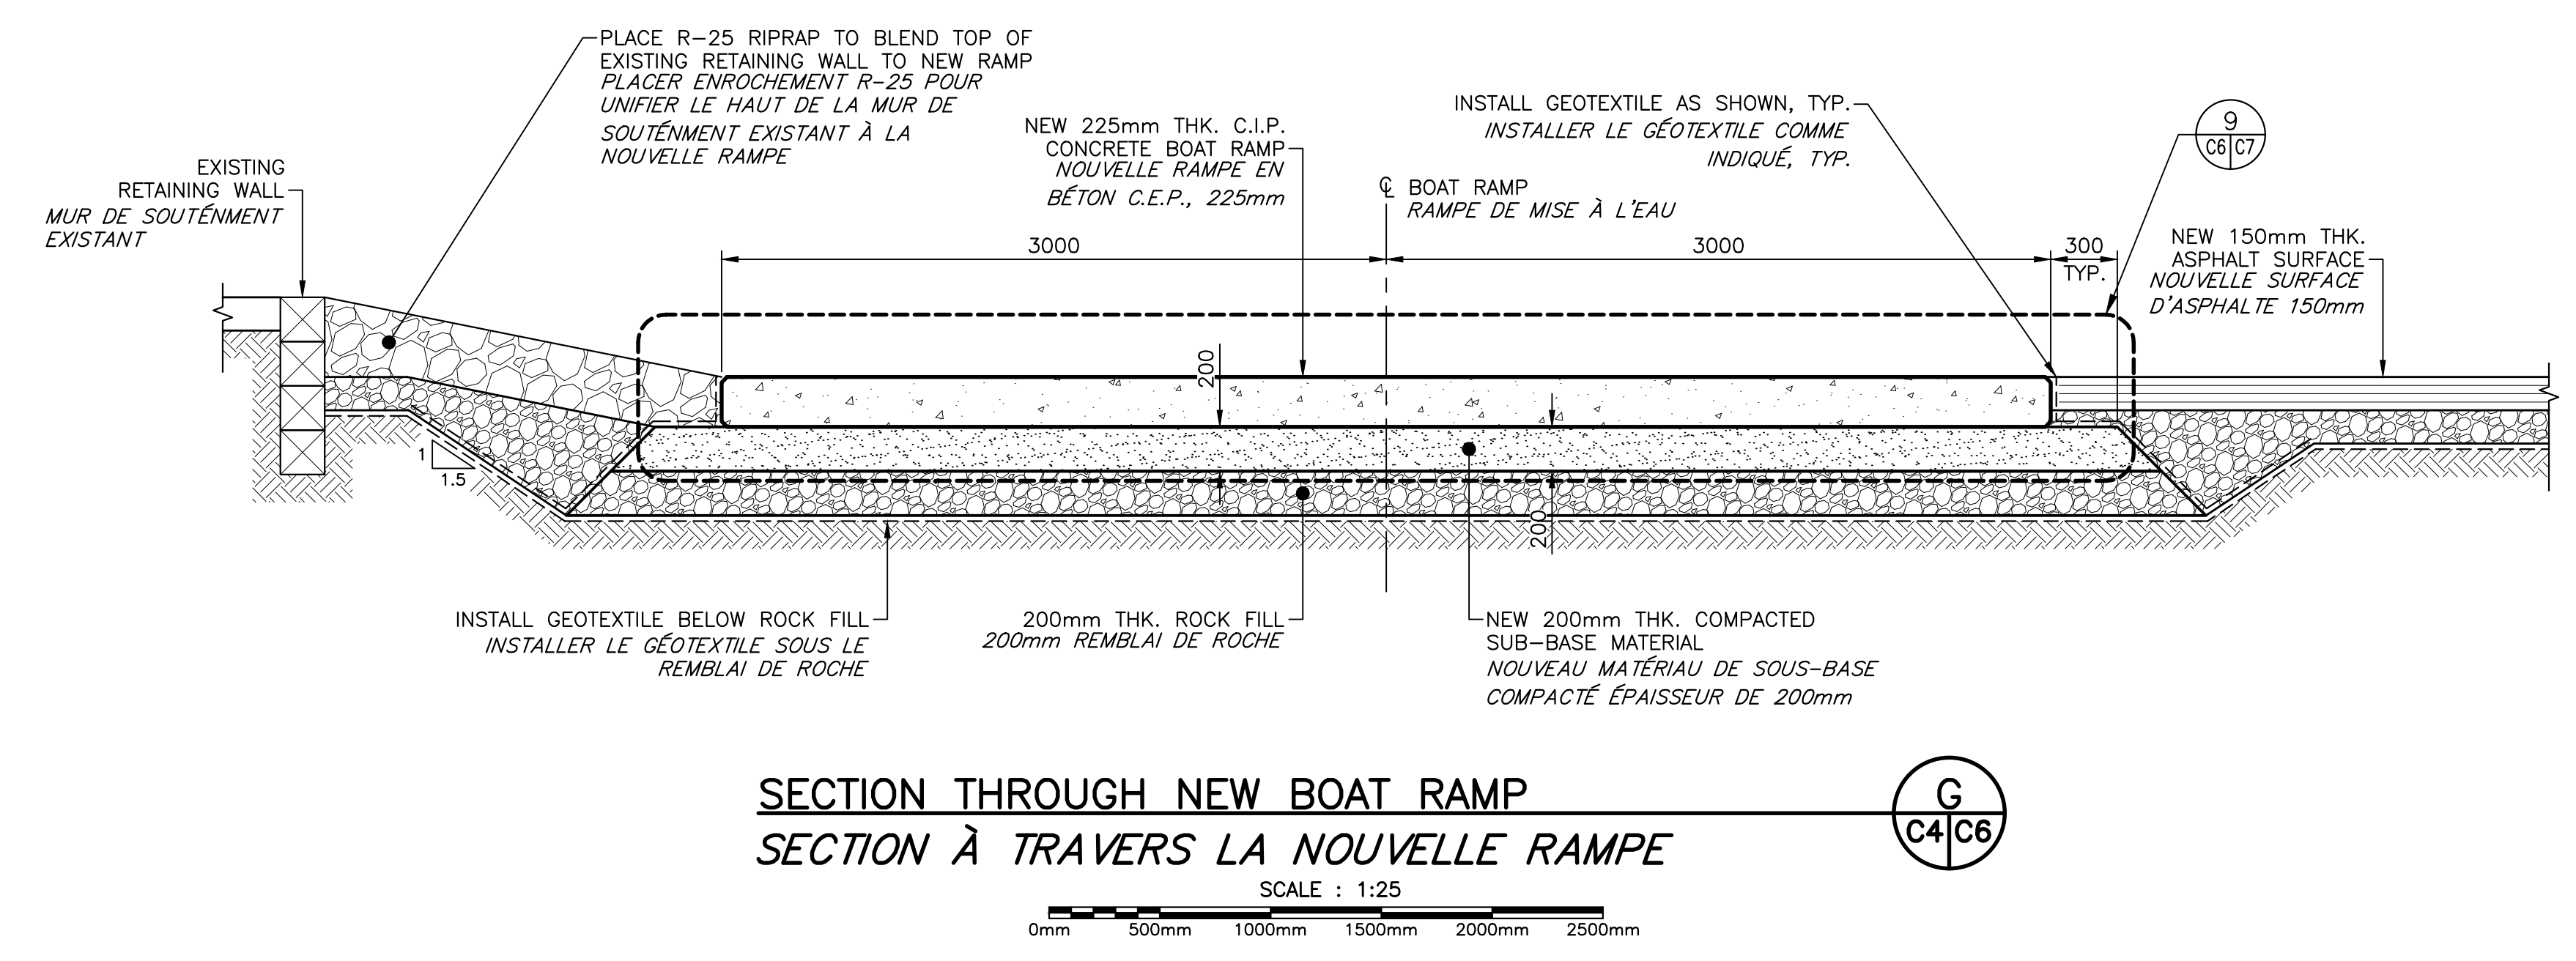 PLACE R-25 RIPRAP TO BLEND TOP OF
EXISTING RETAINING WALL TO NEW RAMP
PLACER ENROCHEMENT R-25 POUR
UNIFIER LE HAUT DE LA MUR DE
SOUTÉNMENT EXISTANT À LA
NOUVELLE RAMPE
EXISTING
RETAINING WALL
MUR DE SOUTÉNMENT
EXISTANT
NEW 225mm THK. C.I.P.
CONCRETE BOAT RAMP
NOUVELLE RAMPE EN
BÉTON C.E.P., 225mm
INSTALL GEOTEXTILE AS SHOWN, TYP.
INSTALLER LE GÉOTEXTILE COMME
INDIQUÉ, TYP.
℄ BOAT RAMP
RAMPE DE MISE À L'EAU
9
C6 C7
NEW 150mm THK.
ASPHALT SURFACE
NOUVELLE SURFACE
D'ASPHALTE 150mm
3000
3000
300
TYP.
200
200
1
1.5
INSTALL GEOTEXTILE BELOW ROCK FILL
INSTALLER LE GÉOTEXTILE SOUS LE
REMBLAI DE ROCHE
200mm THK. ROCK FILL
200mm REMBLAI DE ROCHE
NEW 200mm THK. COMPACTED
SUB-BASE MATERIAL
NOUVEAU MATÉRIAU DE SOUS-BASE
COMPACTÉ ÉPAISSEUR DE 200mm
SECTION THROUGH NEW BOAT RAMP
SECTION À TRAVERS LA NOUVELLE RAMPE
G
C4 C6
SCALE : 1:25
0mm 500mm 1000mm 1500mm 2000mm 2500mm